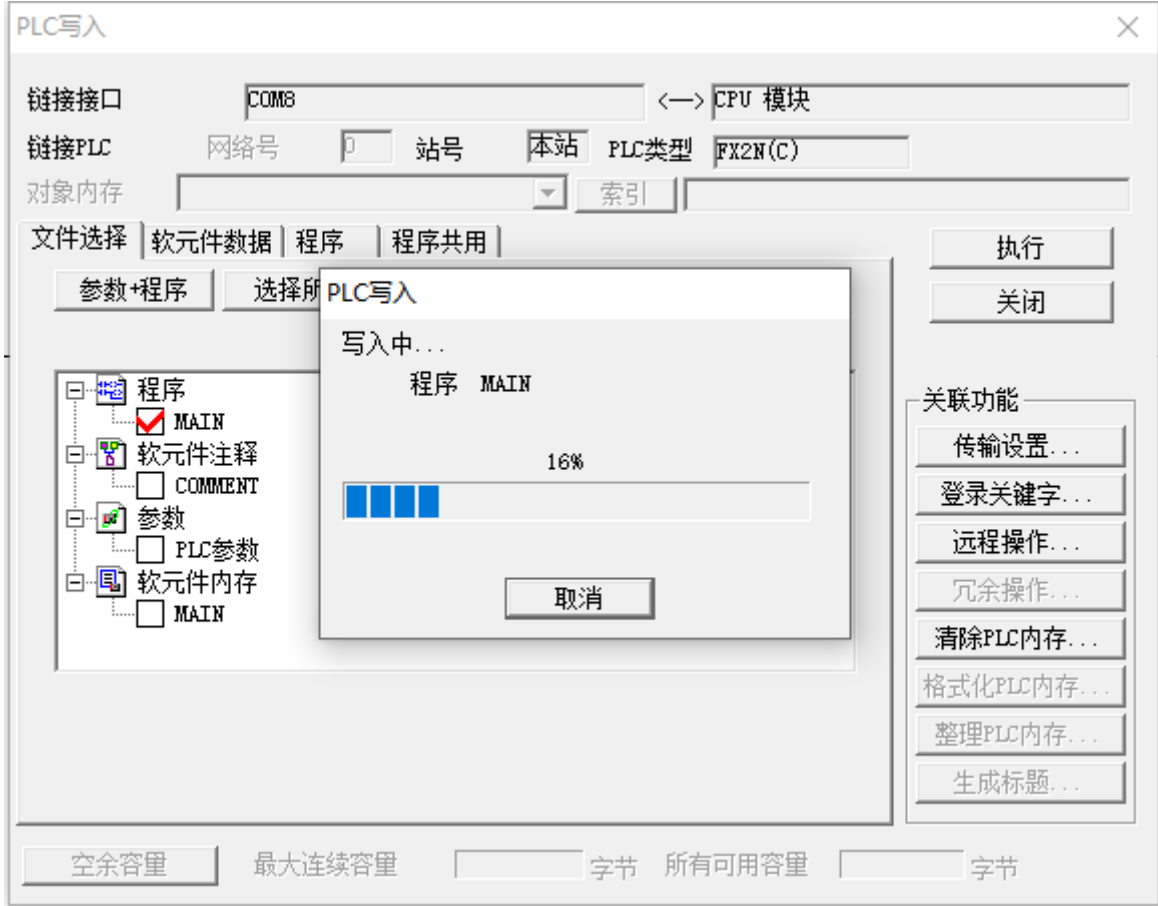 PLC写入
链接接口 COM8 <—> CPU 模块
链接PLC 网络号 0 站号 本站 PLC类型 FX2N(C)
对象内存 索引
文件选择 软元件数据 程序 程序共用
执行
参数+程序 选择所
关闭
PLC写入
写入中...
程序 MAIN
16%
取消
程序
MAIN
软元件注释
COMMENT
参数
PLC参数
软元件内存
MAIN
关联功能
传输设置...
登录关键字...
远程操作...
冗余操作...
清除PLC内存...
格式化PLC内存...
整理PLC内存...
生成标题...
空余容量 最大连续容量 字节 所有可用容量 字节